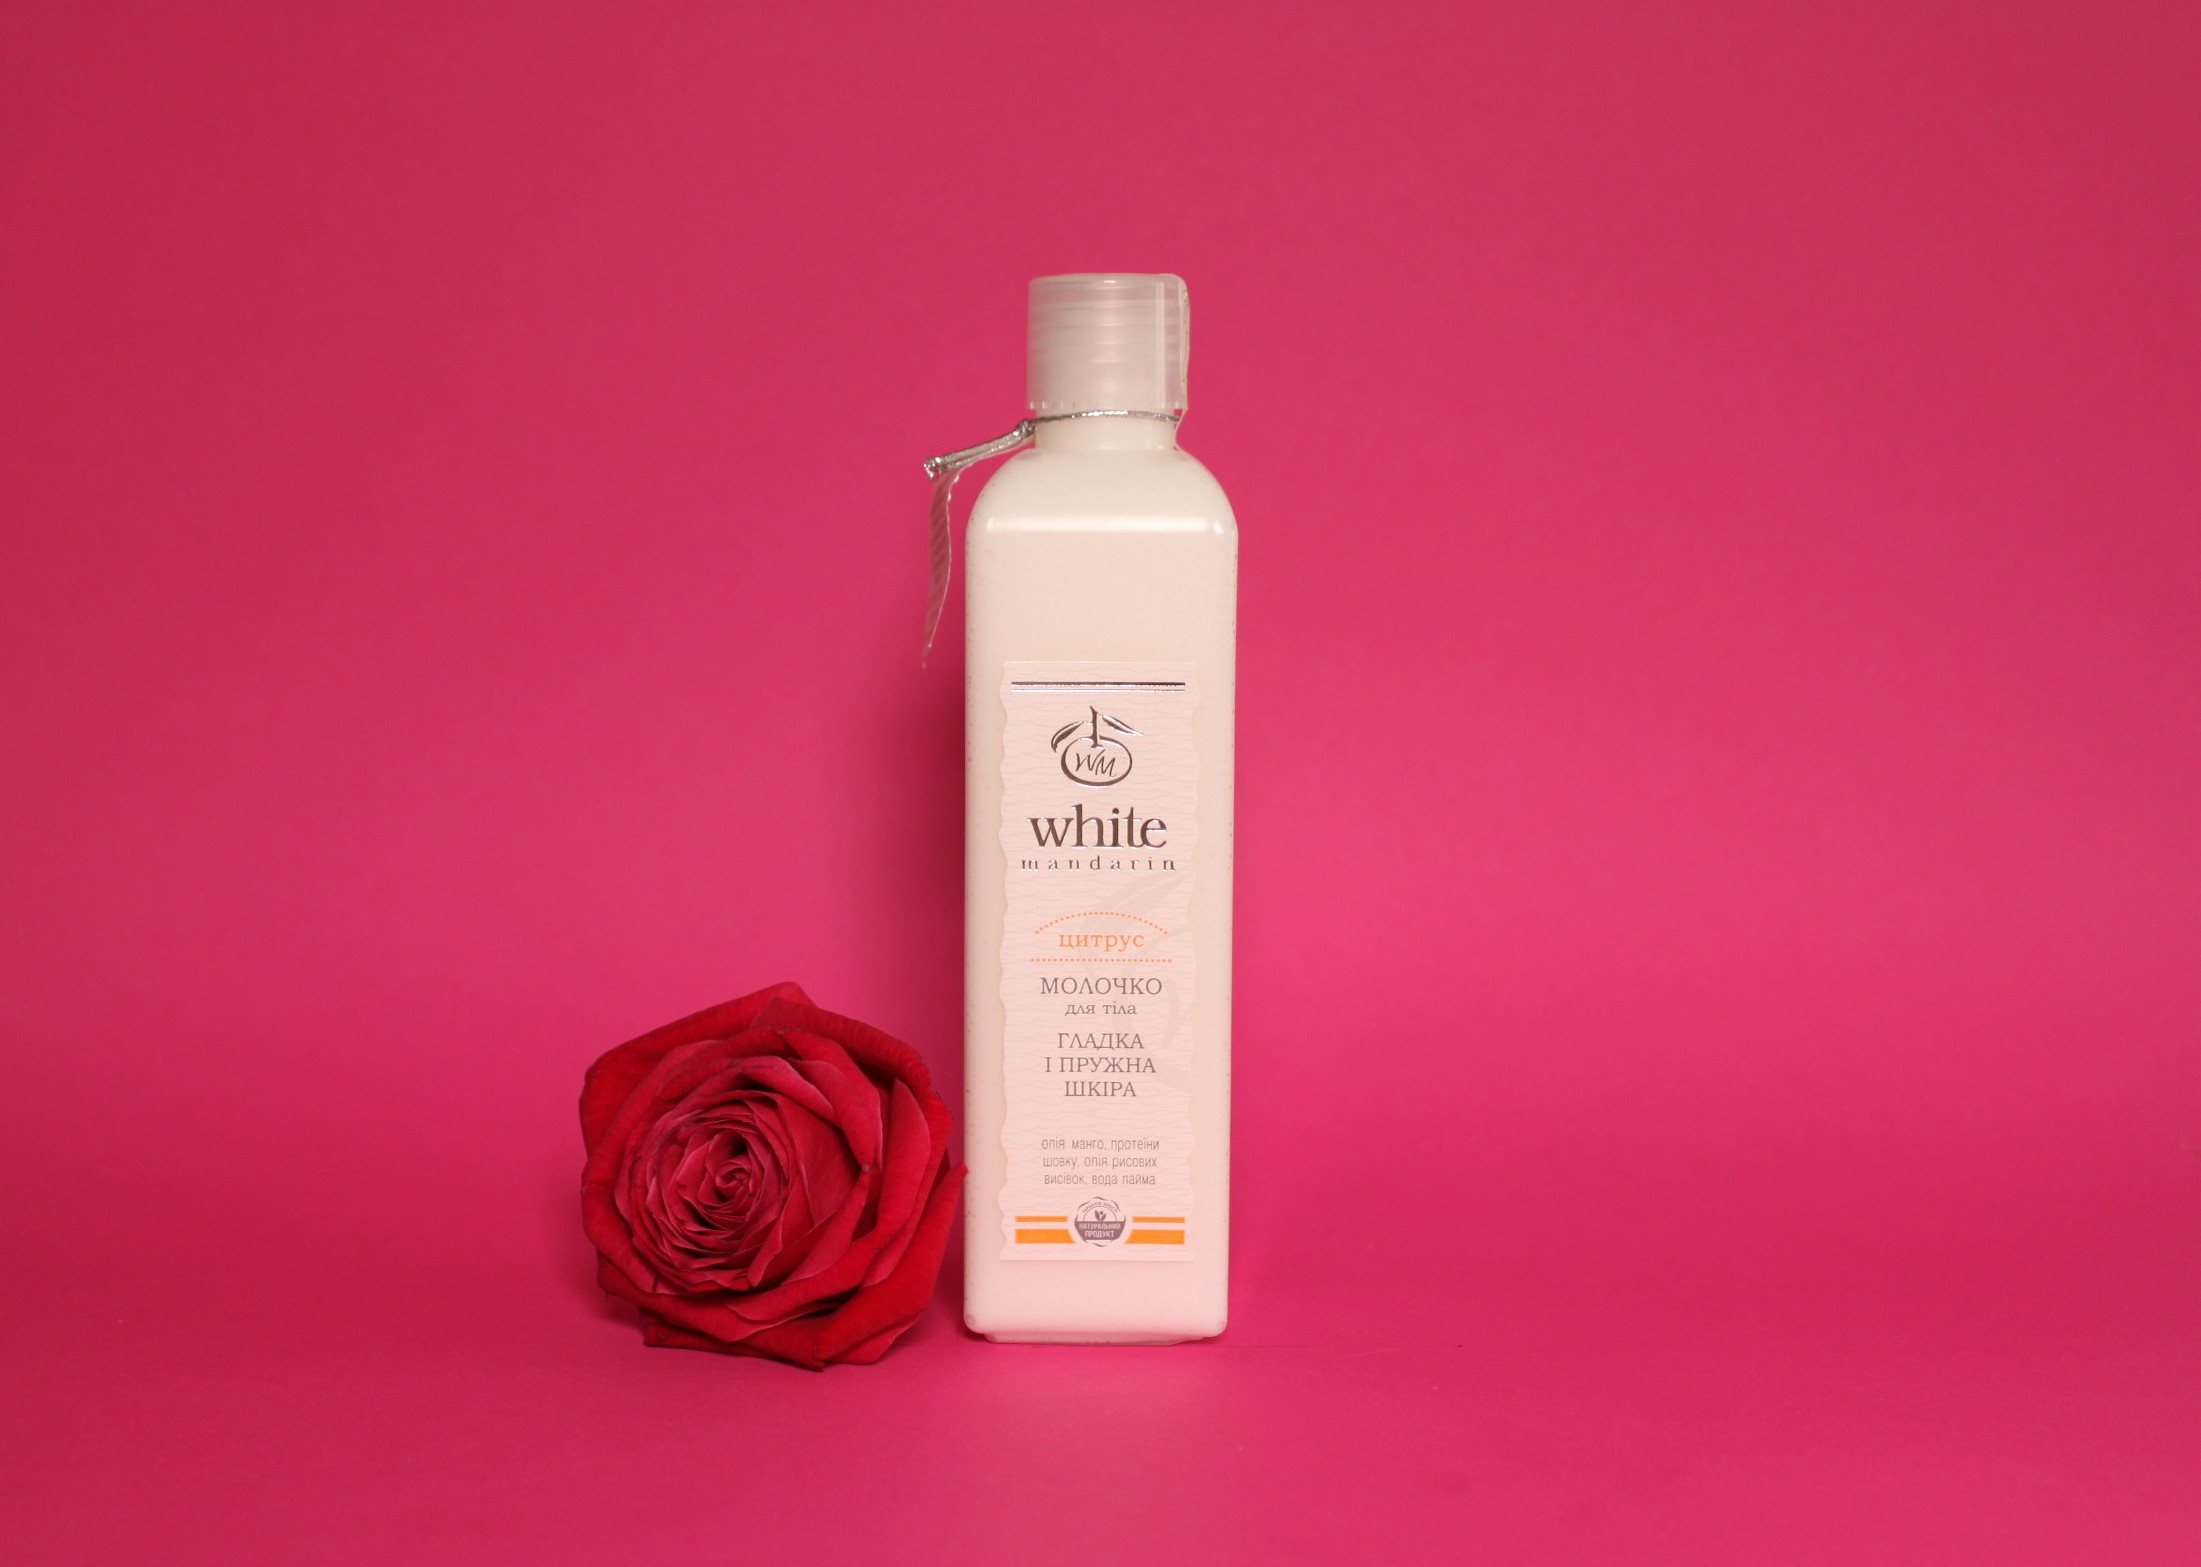 WM
white
mandarin
цитрус
МОЛОЧКО
для тіла
ГЛАДКА
І ПРУЖНА
ШКІРА
олія манго, протеїни
шовку, олія рисових
висівок, вода лайма
НАТУРАЛЬНИЙ
ПРОДУКТ